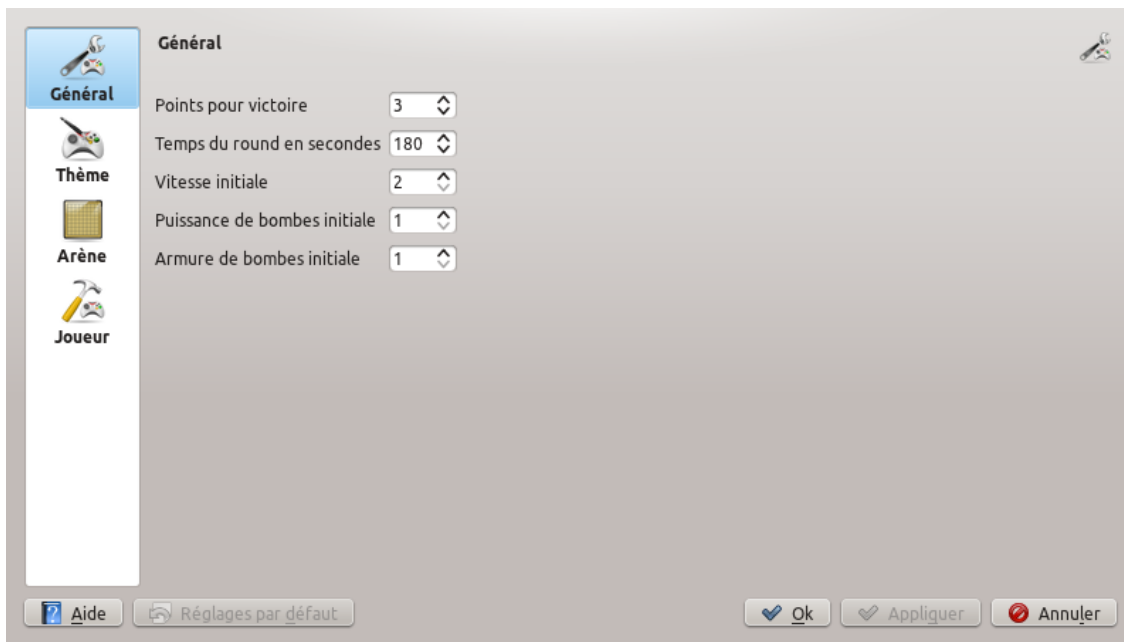 Général
Thème
Arène
Joueur
Général
Points pour victoire 3
Temps du round en secondes 180
Vitesse initiale 2
Puissance de bombes initiale 1
Armure de bombes initiale 1
Aide Réglages par défaut Ok Appliquer Annuler